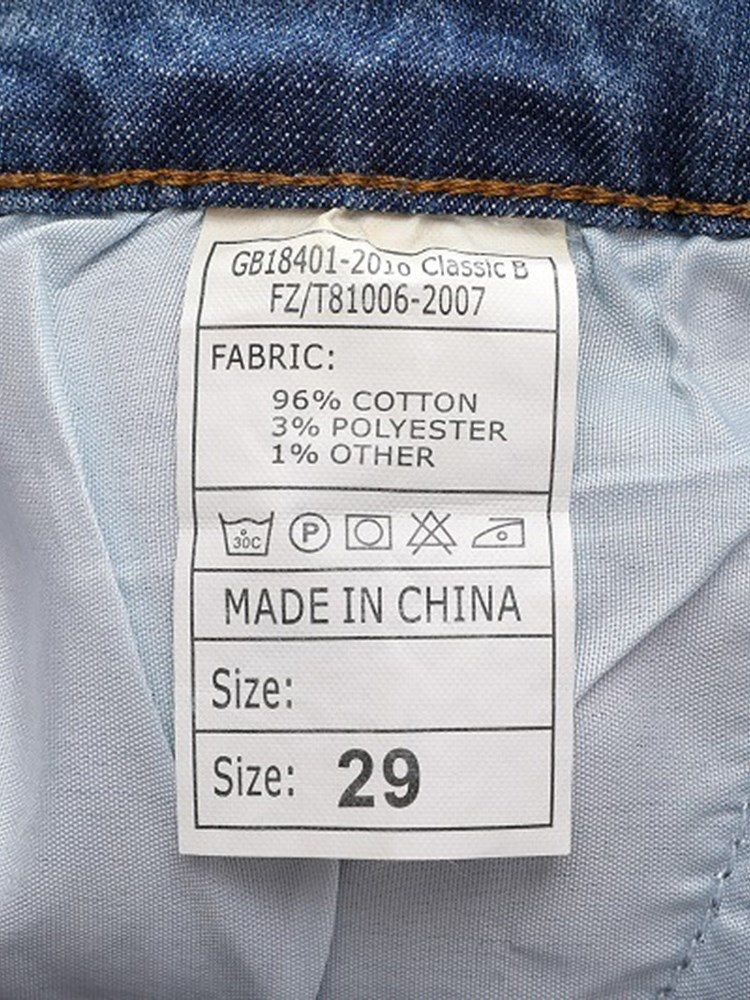 GB18401-2010 Classic B
FZ/T81006-2007
FABRIC:
96% COTTON
3% POLYESTER
1% OTHER
30C P
MADE IN CHINA
Size:
Size: 29